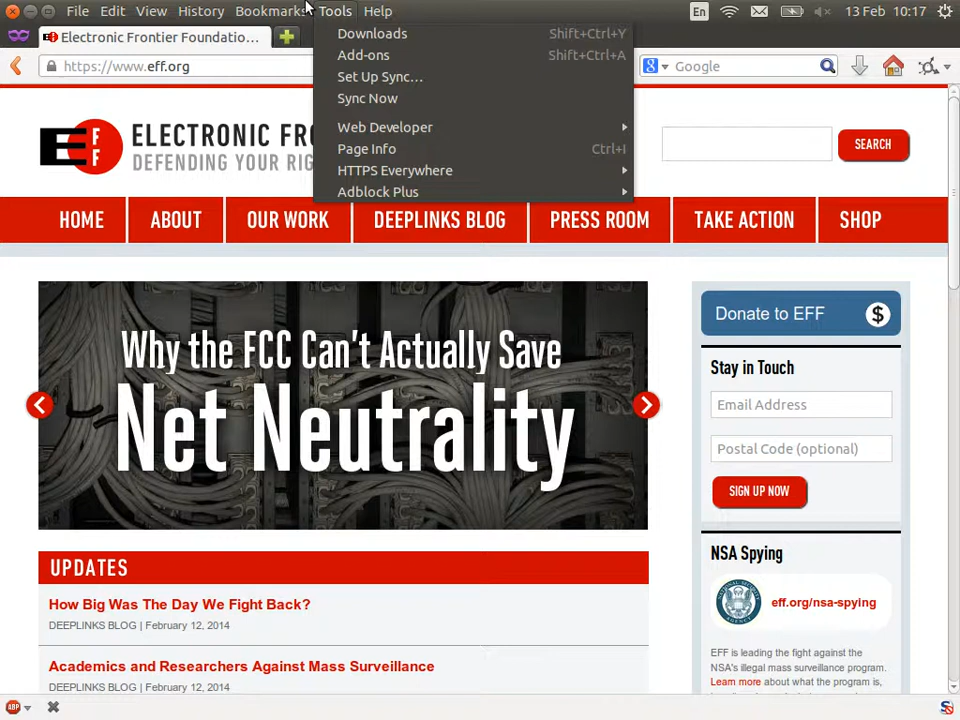 File Edit View History Bookmarks Tools Help
En 13 Feb 10:17
Electronic Frontier Foundatio...
https://www.eff.org
Google
Downloads Shift+Ctrl+Y
Add-ons Shift+Ctrl+A
Set Up Sync...
Sync Now
Web Developer
Page Info Ctrl+I
HTTPS Everywhere
Adblock Plus
E F F
ELECTRONIC FR
DEFENDING YOUR RIG
SEARCH
HOME ABOUT OUR WORK DEEPLINKS BLOG PRESS ROOM TAKE ACTION SHOP
Why the FCC Can't Actually Save
Net Neutrality
Donate to EFF $
Stay in Touch
Email Address
Postal Code (optional)
SIGN UP NOW
UPDATES
How Big Was The Day We Fight Back?
DEEPLINKS BLOG | February 12, 2014
Academics and Researchers Against Mass Surveillance
DEEPLINKS BLOG | February 12, 2014
NSA Spying
eff.org/nsa-spying
EFF is leading the fight against the
NSA's illegal mass surveillance program.
Learn more about what the program is,
ABP